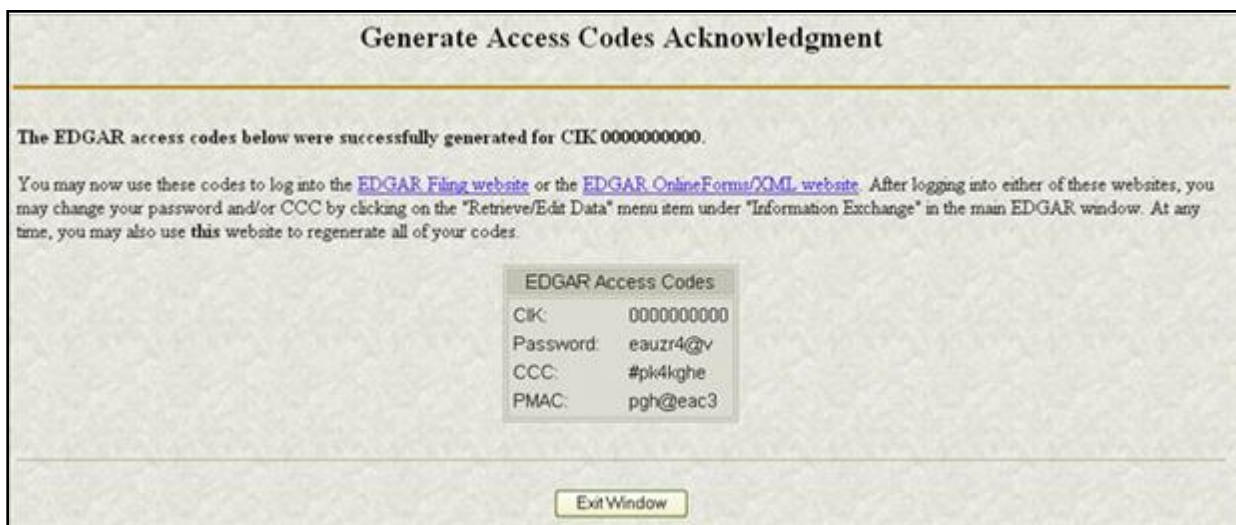 Generate Access Codes Acknowledgment
The EDGAR access codes below were successfully generated for CIK 0000000000.
You may now use these codes to log into the EDGAR Filing website or the EDGAR OnlineForms/XML website. After logging into either of these websites, you
may change your password and/or CCC by clicking on the "Retrieve/Edit Data" menu item under "Information Exchange" in the main EDGAR window. At any
time, you may also use this website to regenerate all of your codes.
EDGAR Access Codes
CIK: 0000000000
Password: eauzr4@v
CCC: #pk4kghe
PMAC: pgh@eac3
Exit Window